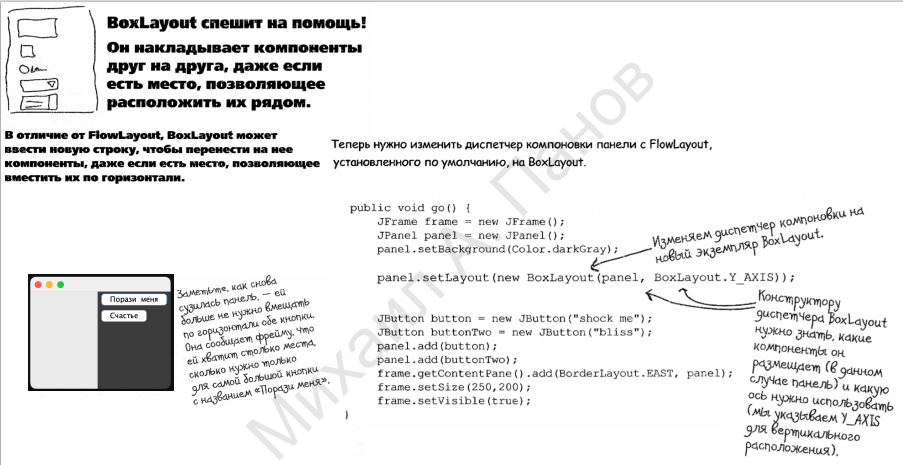 BoxLayout спешит на помощь!
Он накладывает компоненты
друг на друга, даже если
есть место, позволяющее
расположить их рядом.
В отличие от FlowLayout, BoxLayout может
ввести новую строку, чтобы перенести на нее
компоненты, даже если есть место, позволяющее
вместить их по горизонтали.
Теперь нужно изменить диспетчер компоновки панели с FlowLayout,
установленного по умолчанию, на BoxLayout.
public void go() {
JFrame frame = new JFrame();
JPanel panel = new JPanel();
panel.setBackground(Color.darkGray);
panel.setLayout(new BoxLayout(panel, BoxLayout.Y_AXIS));
JButton button = new JButton("shock me");
JButton buttonTwo = new JButton("bliss");
panel.add(button);
panel.add(buttonTwo);
frame.getContentPane().add(BorderLayout.EAST, panel);
frame.setSize(250,200);
frame.setVisible(true);
}
Изменяем диспетчер компоновки на
новый экземпляр BoxLayout.
Конструктору
диспетчера BoxLayout
нужно знать, какие
компоненты он
размещает (в данном
случае панель) и какую
ось нужно использовать
(мы указываем Y_AXIS
для вертикального
расположения).
Порази меня
Счастье
Заметьте, как снова
сузилась панель, — ей
больше не нужно вмещать
по горизонтали обе кнопки.
Она сообщает фрейму, что
ей хватит столько места,
сколько нужно только
для самой большой кнопки
с названием «Порази меня».
Михаил А. Панов